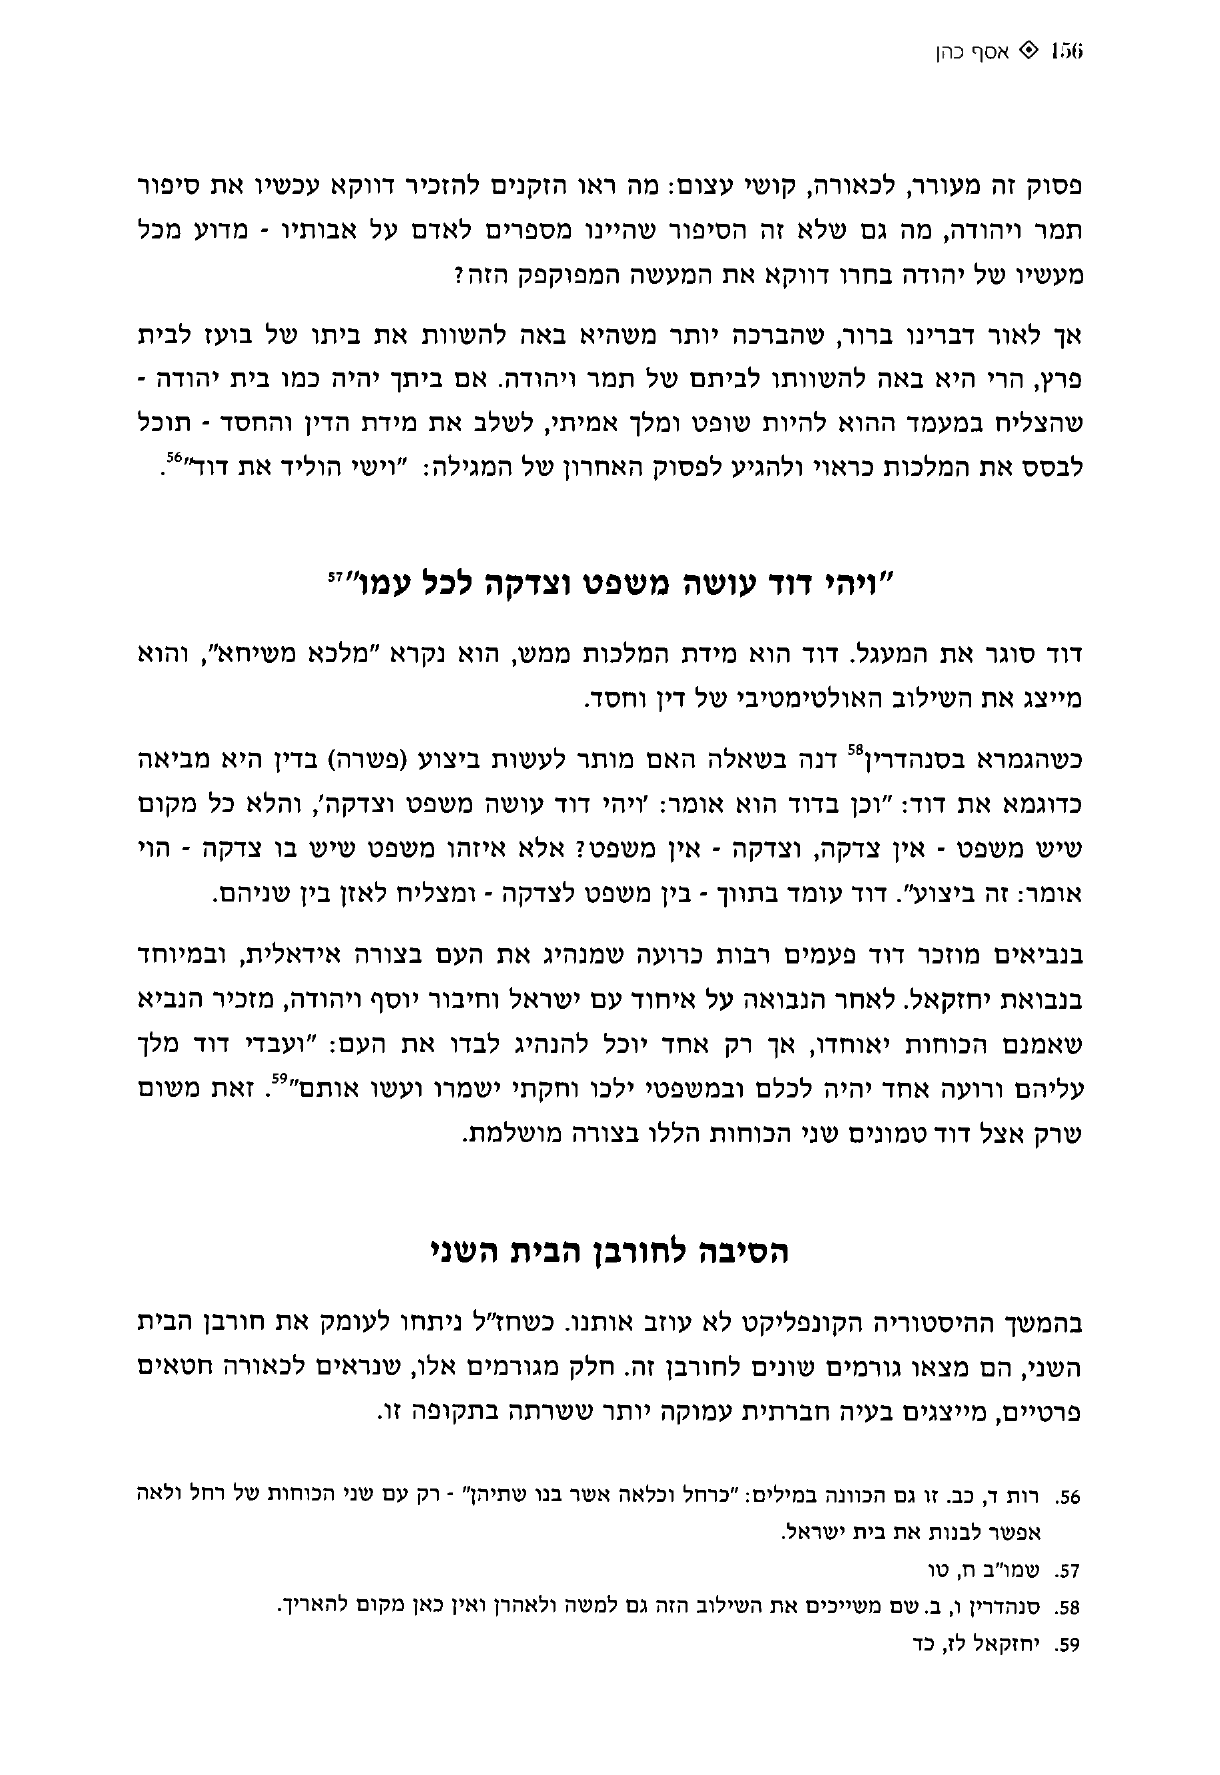 156 ◈ אסף כהן
פסוק זה מעורר, לכאורה, קושי עצום: מה ראו הזקנים להזכיר דווקא עכשיו את סיפור
תמר ויהודה, מה גם שלא זה הסיפור שהיינו מספרים לאדם על אבותיו - מדוע מכל
מעשיו של יהודה בחרו דווקא את המעשה המפוקפק הזה?
אך לאור דברינו ברור, שהברכה יותר משהיא באה להשוות את ביתו של בועז לבית
פרץ, הרי היא באה להשוותו לביתם של תמר ויהודה. אם ביתך יהיה כמו בית יהודה -
שהצליח במעמד ההוא להיות שופט ומלך אמיתי, לשלב את מידת הדין והחסד - תוכל
לבסס את המלכות כראוי ולהגיע לפסוק האחרון של המגילה: "וישי הוליד את דוד"56.
"ויהי דוד עושה משפט וצדקה לכל עמו"57
דוד סוגר את המעגל. דוד הוא מידת המלכות ממש, הוא נקרא "מלכא משיחא", והוא
מייצג את השילוב האולטימטיבי של דין וחסד.
כשהגמרא בסנהדרין58 דנה בשאלה האם מותר לעשות ביצוע (פשרה) בדין היא מביאה
כדוגמא את דוד: "וכן בדוד הוא אומר: 'ויהי דוד עושה משפט וצדקה', והלא כל מקום
שיש משפט - אין צדקה, וצדקה - אין משפט? אלא איזהו משפט שיש בו צדקה - הוי
אומר: זה ביצוע". דוד עומד בתווך - בין משפט לצדקה - ומצליח לאזן בין שניהם.
בנביאים מוזכר דוד פעמים רבות כרועה שמנהיג את העם בצורה אידאלית, ובמיוחד
בנבואת יחזקאל. לאחר הנבואה על איחוד עם ישראל וחיבור יוסף ויהודה, מזכיר הנביא
שאמנם הכוחות יאוחדו, אך רק אחד יוכל להנהיג לבדו את העם: "ועבדי דוד מלך
עליהם ורועה אחד יהיה לכלם ובמשפטי ילכו וחקתי ישמרו ועשו אותם"59. זאת משום
שרק אצל דוד טמונים שני הכוחות הללו בצורה מושלמת.
הסיבה לחורבן הבית השני
בהמשך ההיסטוריה הקונפליקט לא עוזב אותנו. כשחז"ל ניתחו לעומק את חורבן הבית
השני, הם מצאו גורמים שונים לחורבן זה. חלק מגורמים אלו, שנראים לכאורה חטאים
פרטיים, מייצגים בעיה חברתית עמוקה יותר ששרתה בתקופה זו.
56. רות ד, כב. זו גם הכוונה במילים: "כרחל וכלאה אשר בנו שתיהן" - רק עם שני הכוחות של רחל ולאה
אפשר לבנות את בית ישראל.
57. שמו"ב ח, טו
58. סנהדרין ו, ב. שם משייכים את השילוב הזה גם למשה ולאהרן ואין כאן מקום להאריך.
59. יחזקאל לז, כד